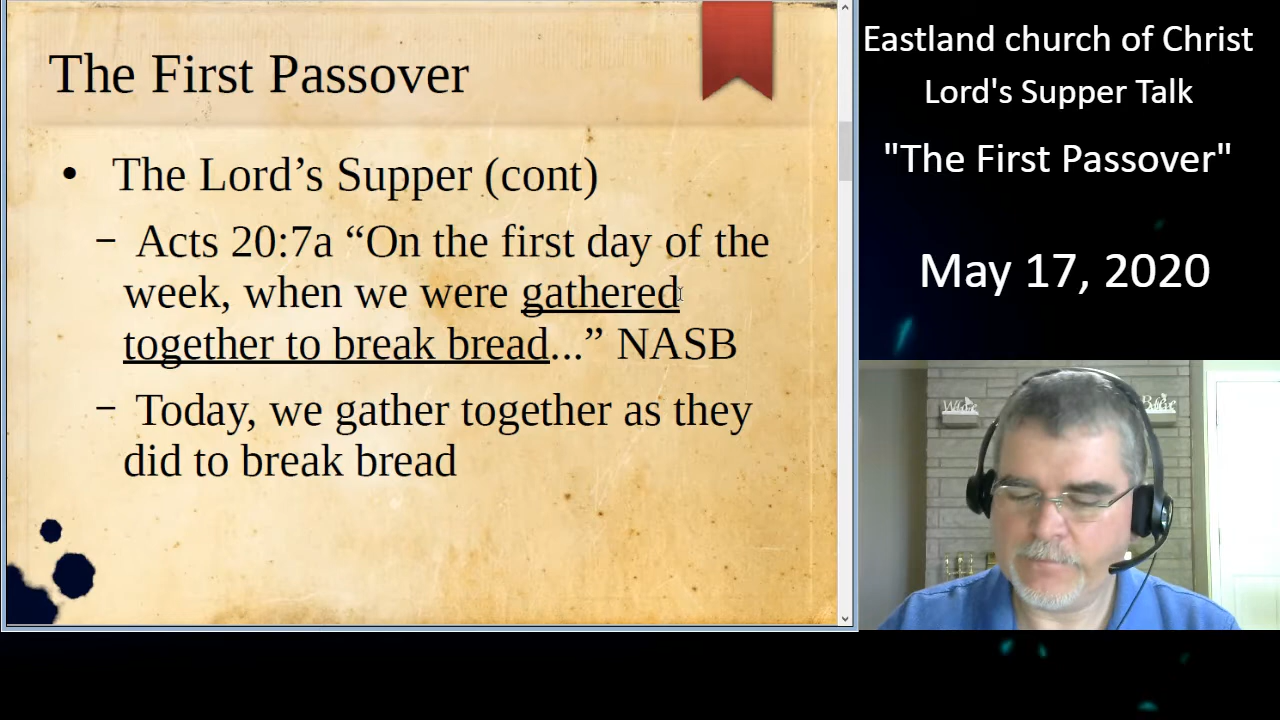 The First Passover
• The Lord’s Supper (cont)
– Acts 20:7a “On the first day of the
week, when we were gathered
together to break bread...” NASB
– Today, we gather together as they
did to break bread
Eastland church of Christ
Lord's Supper Talk
"The First Passover"
May 17, 2020
Believe